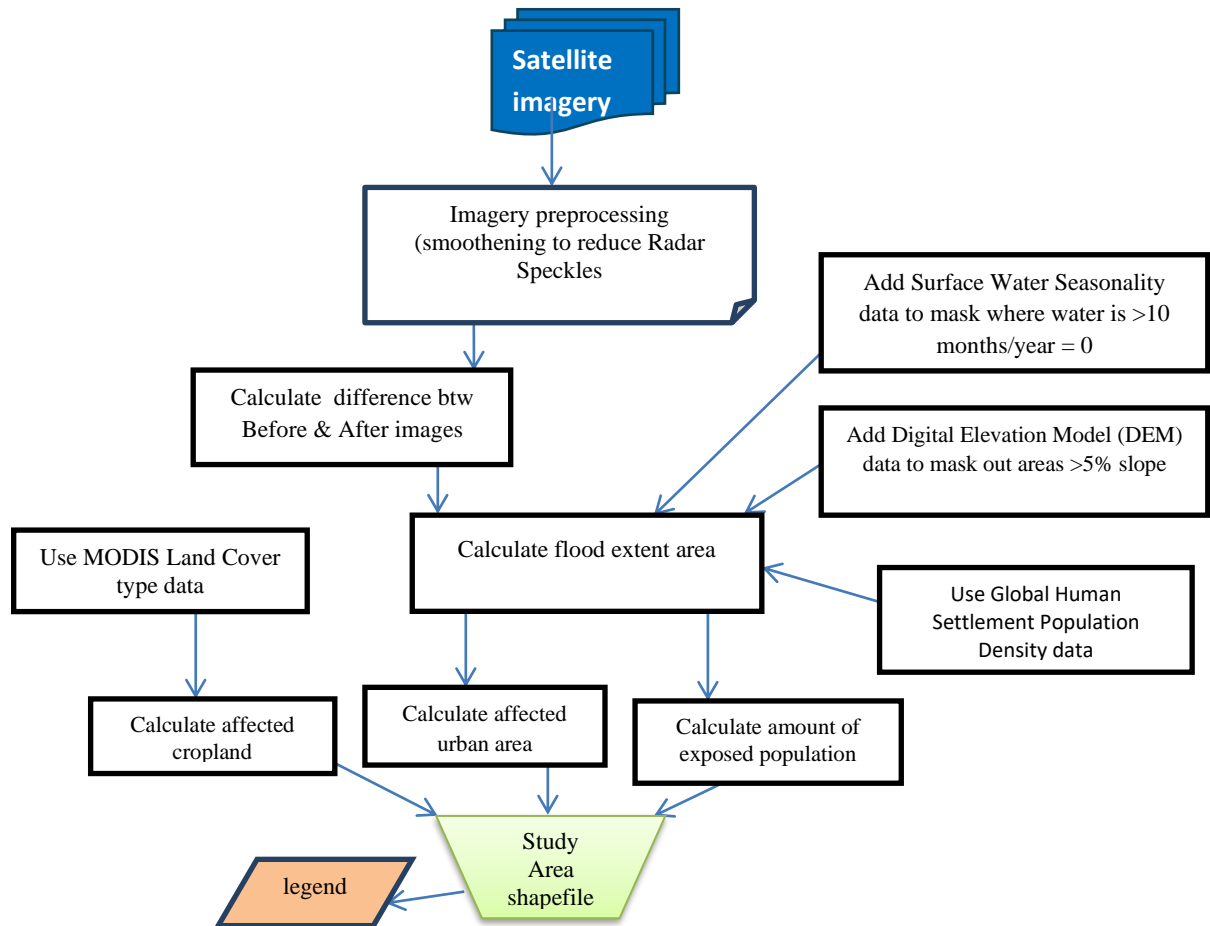 Satellite
imagery
Imagery preprocessing
(smoothening to reduce Radar
Speckles
Add Surface Water Seasonality
data to mask where water is >10
months/year = 0
Calculate difference btw
Before & After images
Add Digital Elevation Model (DEM)
data to mask out areas >5% slope
Use MODIS Land Cover
type data
Calculate flood extent area
Use Global Human
Settlement Population
Density data
Calculate affected
cropland
Calculate affected
urban area
Calculate amount of
exposed population
Study
Area
shapefile
legend